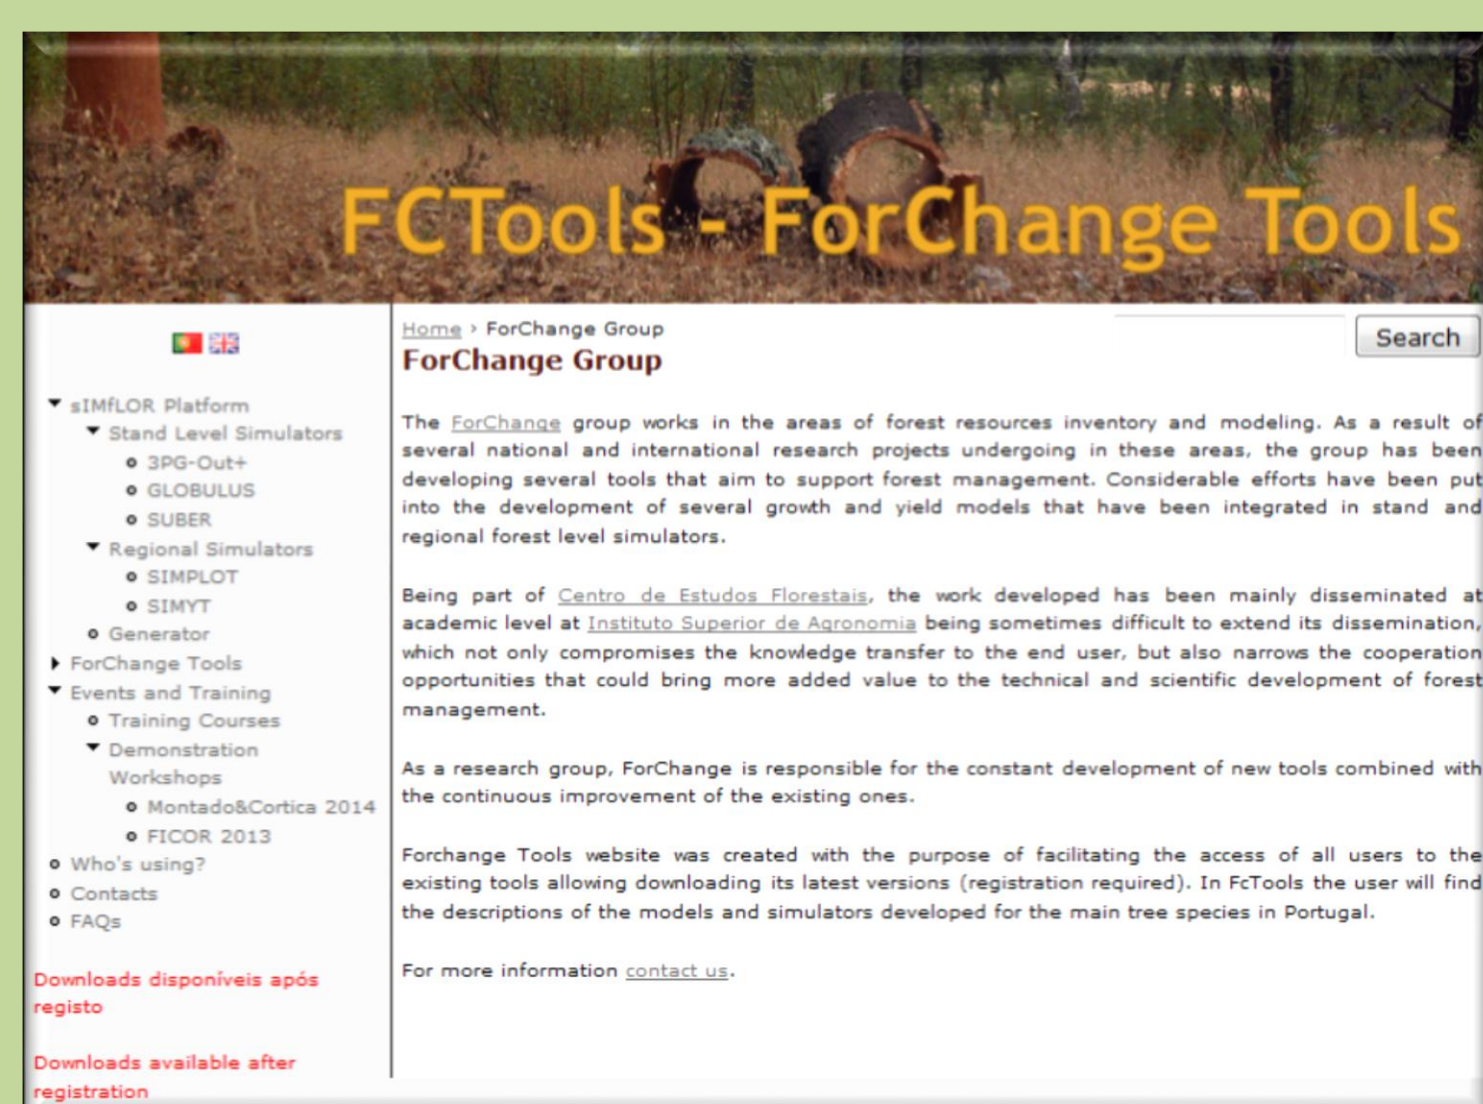 FCTools - ForChange Tools
sIMfLOR Platform
Stand Level Simulators
3PG-Out+
GLOBULUS
SUBER
Regional Simulators
SIMPLOT
SIMYT
Generator
ForChange Tools
Events and Training
Training Courses
Demonstration
Workshops
Montado&Cortica 2014
FICOR 2013
Who's using?
Contacts
FAQs
Downloads disponíveis após
registo
Downloads available after
registration
Home › ForChange Group
Search
ForChange Group
The ForChange group works in the areas of forest resources inventory and modeling. As a result of
several national and international research projects undergoing in these areas, the group has been
developing several tools that aim to support forest management. Considerable efforts have been put
into the development of several growth and yield models that have been integrated in stand and
regional forest level simulators.
Being part of Centro de Estudos Florestais, the work developed has been mainly disseminated at
academic level at Instituto Superior de Agronomia being sometimes difficult to extend its dissemination,
which not only compromises the knowledge transfer to the end user, but also narrows the cooperation
opportunities that could bring more added value to the technical and scientific development of forest
management.
As a research group, ForChange is responsible for the constant development of new tools combined with
the continuous improvement of the existing ones.
Forchange Tools website was created with the purpose of facilitating the access of all users to the
existing tools allowing downloading its latest versions (registration required). In FcTools the user will find
the descriptions of the models and simulators developed for the main tree species in Portugal.
For more information contact us.